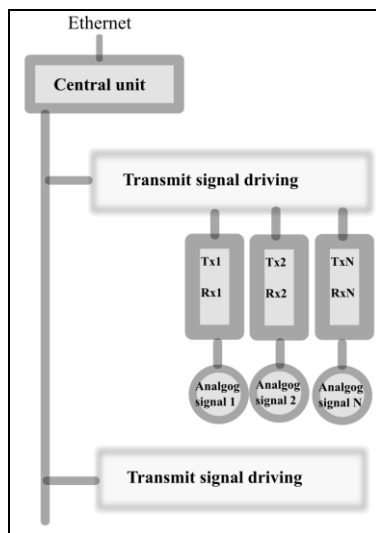 Ethernet
Central unit
Transmit signal driving
Tx1 Tx2 TxN
Rx1 Rx2 RxN
Analgog Analgog Analgog
signal 1 signal 2 signal N
Transmit signal driving